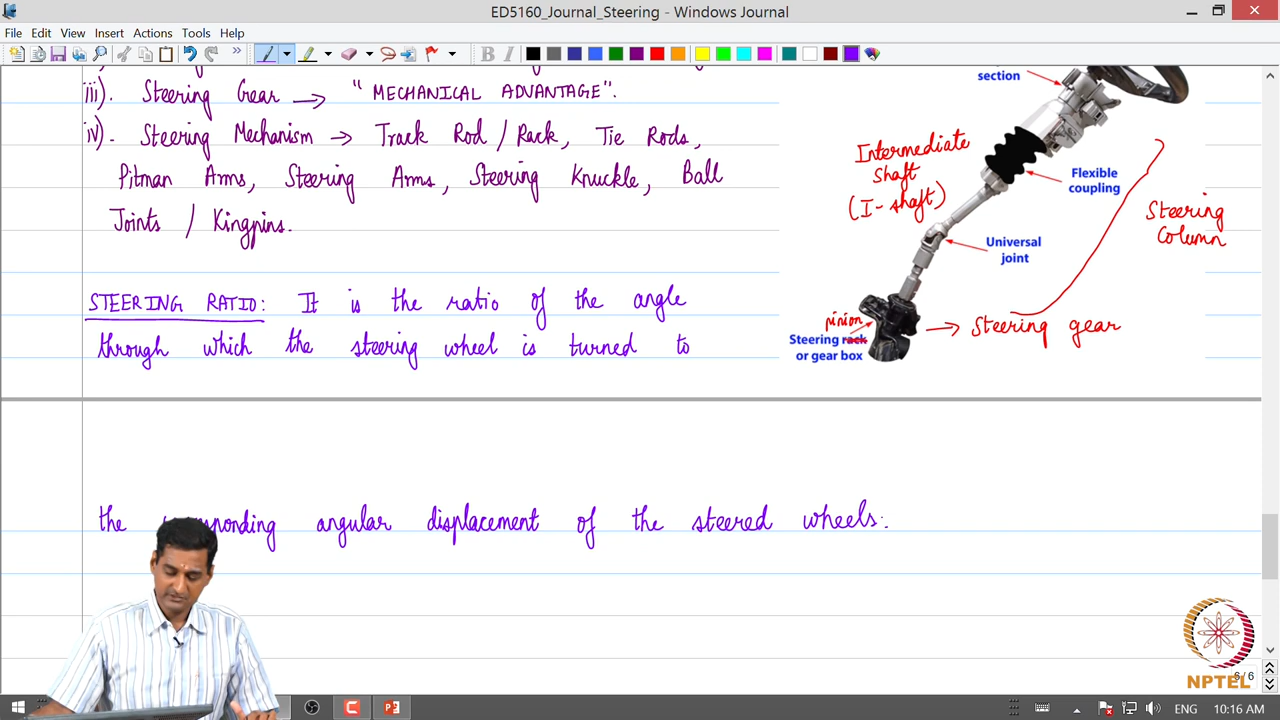 ED5160_Journal_Steering - Windows Journal
File Edit View Insert Actions Tools Help
iii). Steering Gear → "MECHANICAL ADVANTAGE".
iv). Steering Mechanism → Track Rod / Rack, Tie Rods,
Pitman Arms, Steering Arms, Steering Knuckle, Ball
Joints / Kingpins.
STEERING RATIO: It is the ratio of the angle
through which the steering wheel is turned to
the corresponding angular displacement of the steered wheels.
section
Intermediate
Shaft
(I-shaft)
Flexible
coupling
Steering
Column
Universal
joint
pinion
Steering rack
or gear box
→ Steering gear
NPTEL
8/6
ENG 10:16 AM